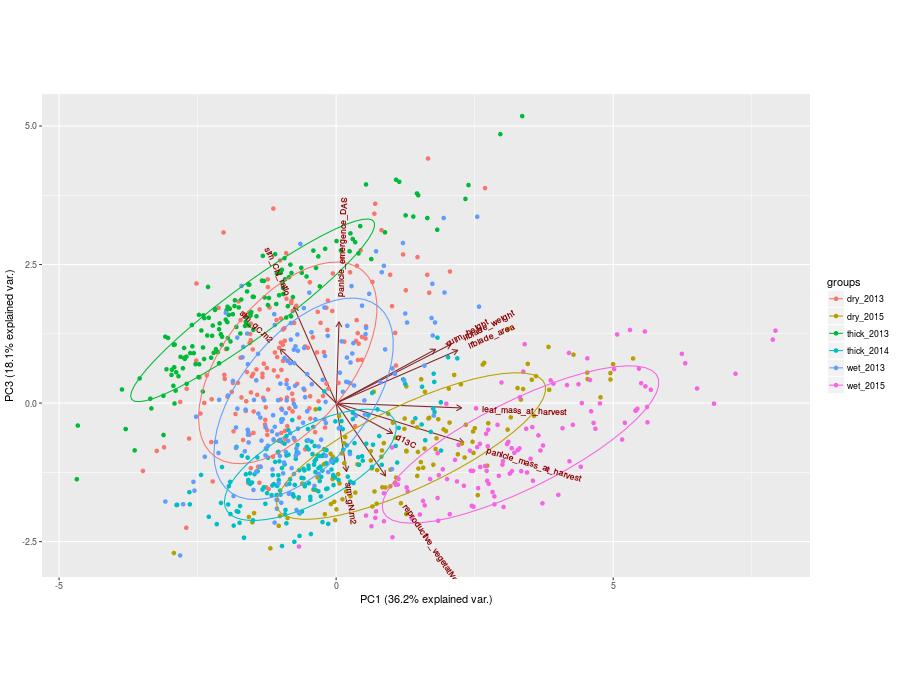 5.0
2.5
0.0
-2.5
-5
0
5
PC3 (18.1% explained var.)
PC1 (36.2% explained var.)
panicle_emergence_DAS
leaf_mass_at_harvest
panicle_mass_at_harvest
d13C
reproductive_vegetative
groups
dry_2013
dry_2015
thick_2013
thick_2014
wet_2013
wet_2015